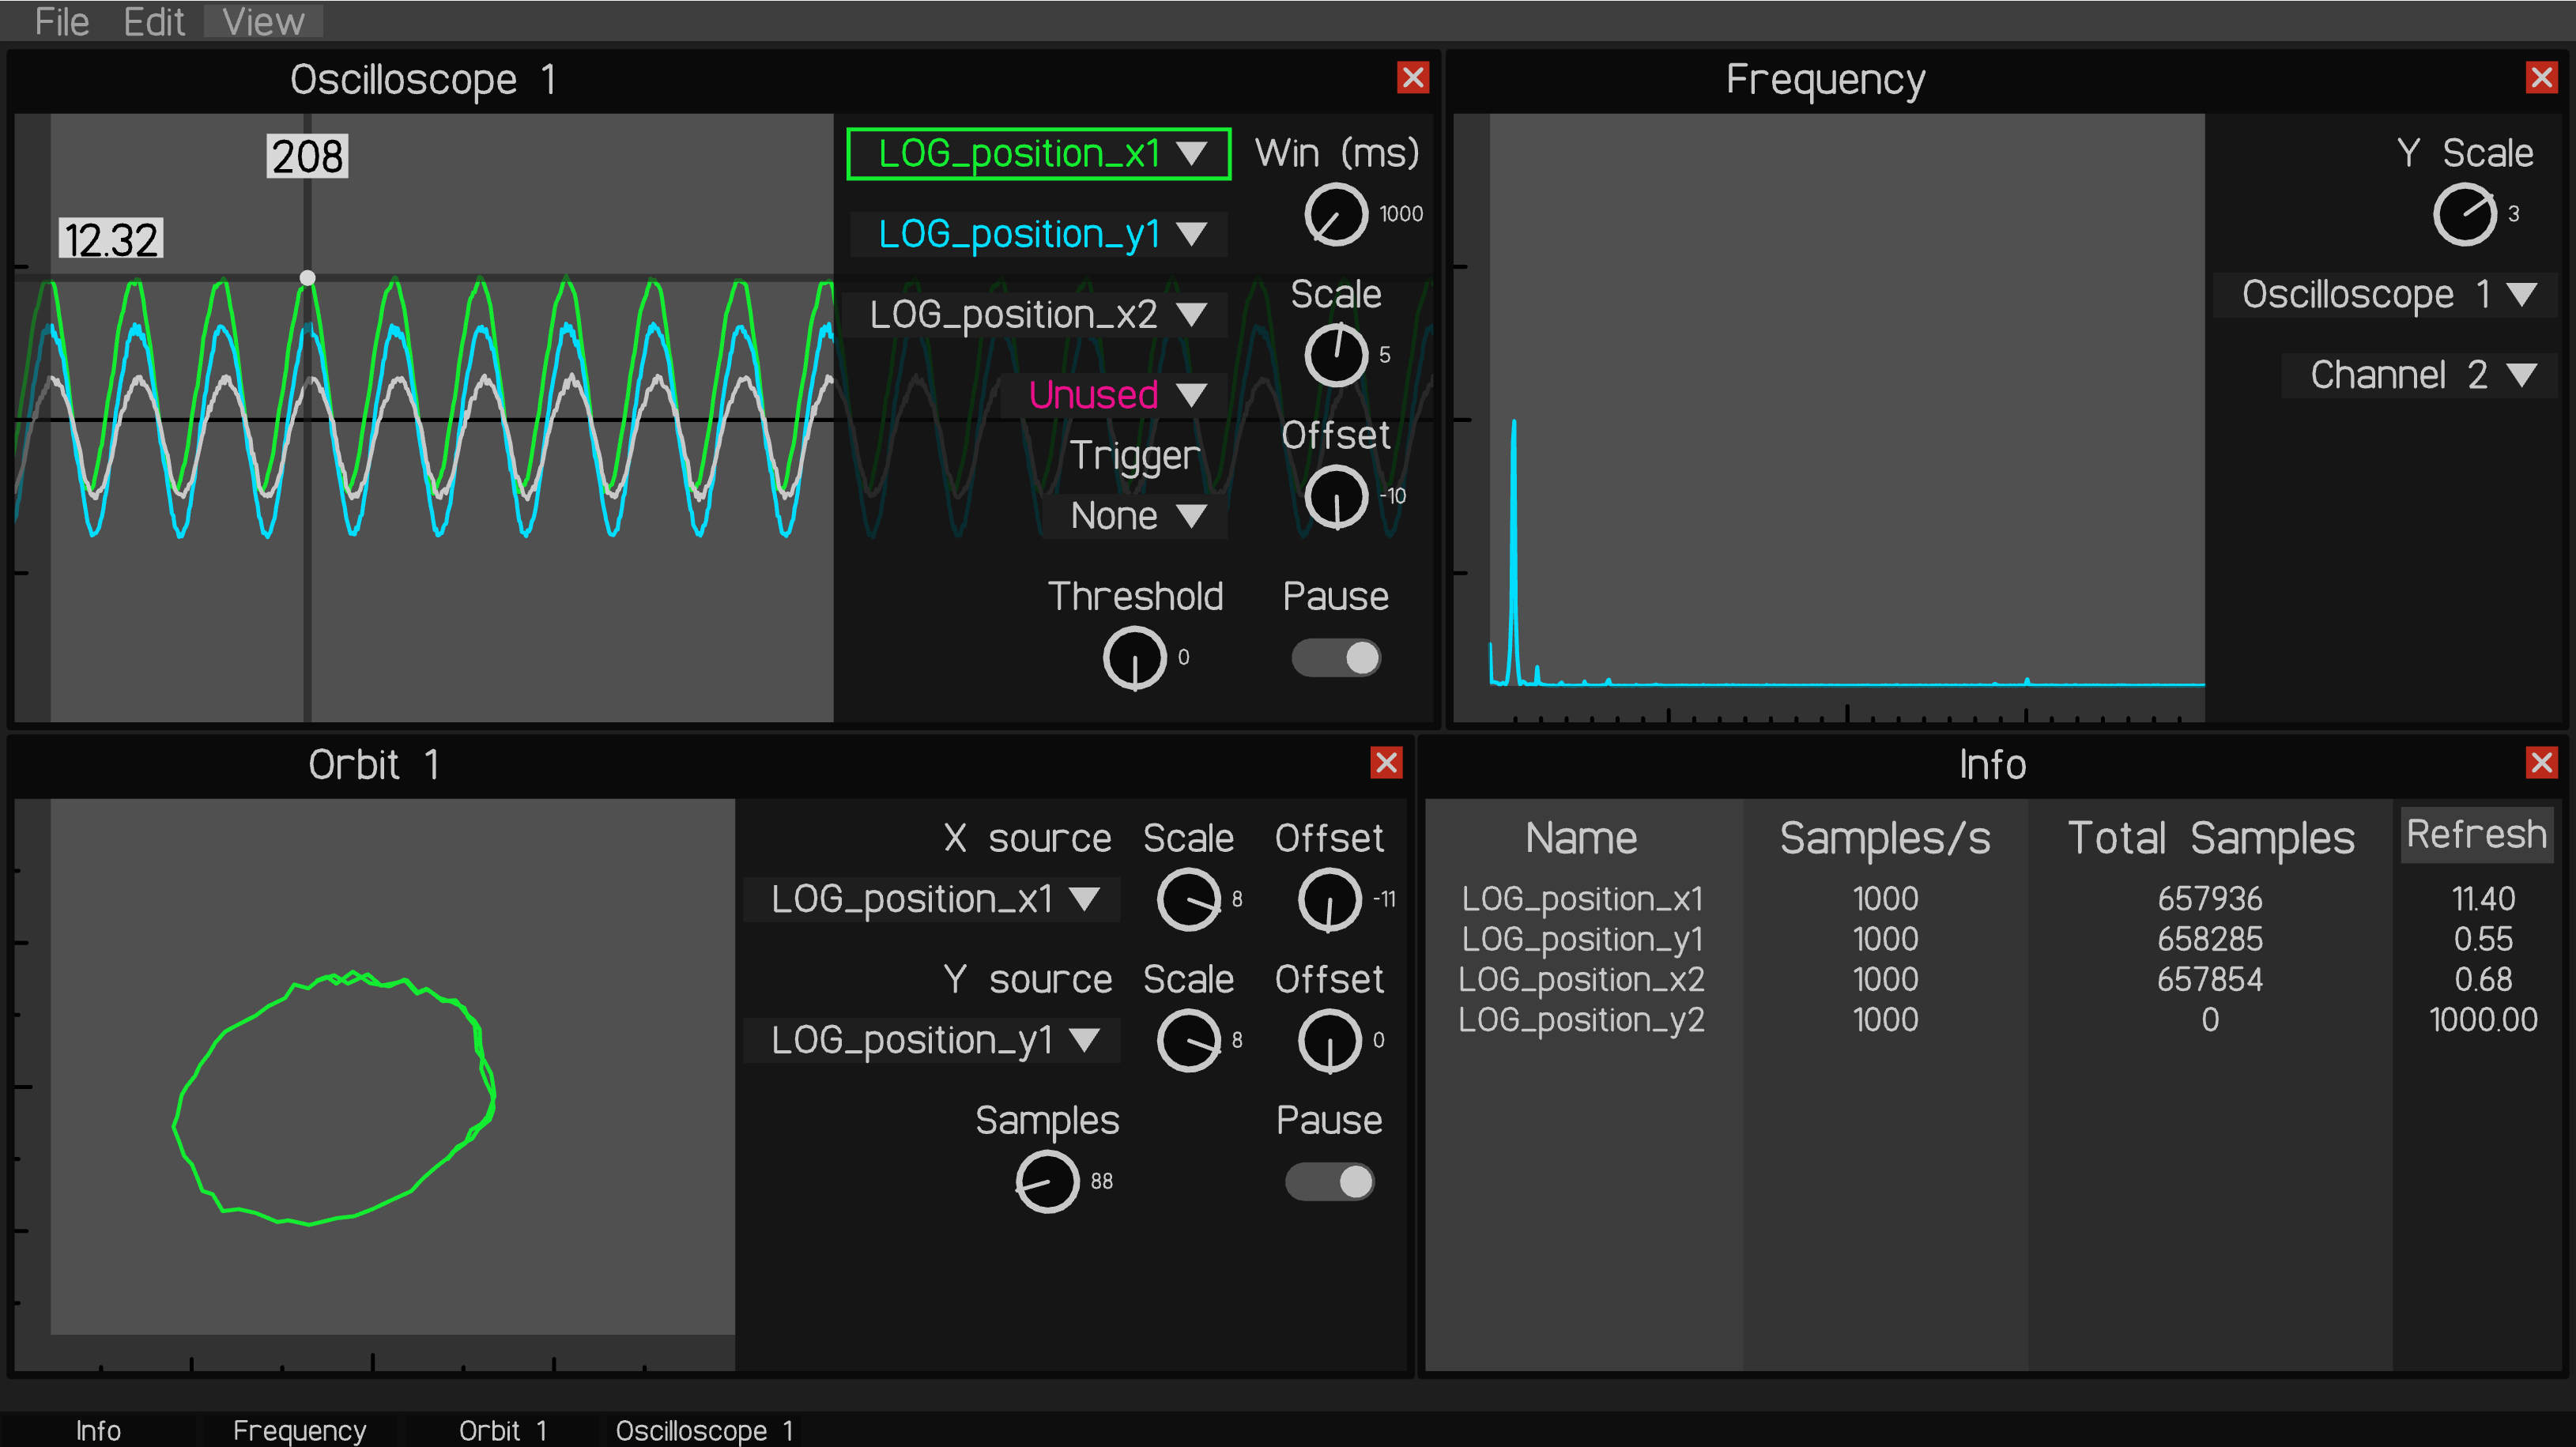 File Edit View
Oscilloscope 1
208
12.32
LOG_position_x1
LOG_position_y1
LOG_position_x2
Unused
Trigger
None
Threshold
0
Win (ms)
1000
Scale
5
Offset
-10
Pause
Frequency
Y Scale
3
Oscilloscope 1
Channel 2
Orbit 1
X source Scale Offset
LOG_position_x1 8 -11
Y source Scale Offset
LOG_position_y1 8 0
Samples Pause
88
Info
Name Samples/s Total Samples Refresh
LOG_position_x1 1000 657936 11.40
LOG_position_y1 1000 658285 0.55
LOG_position_x2 1000 657854 0.68
LOG_position_y2 1000 0 1000.00
Info Frequency Orbit 1 Oscilloscope 1